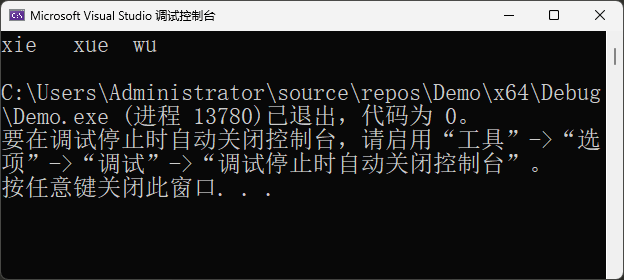 Microsoft Visual Studio 调试控制台
xie   xue  wu
C:\Users\Administrator\source\repos\Demo\x64\Debug
\Demo.exe (进程 13780)已退出，代码为 0。
要在调试停止时自动关闭控制台，请启用“工具”->“选
项”->“调试”->“调试停止时自动关闭控制台”。
按任意键关闭此窗口. . .